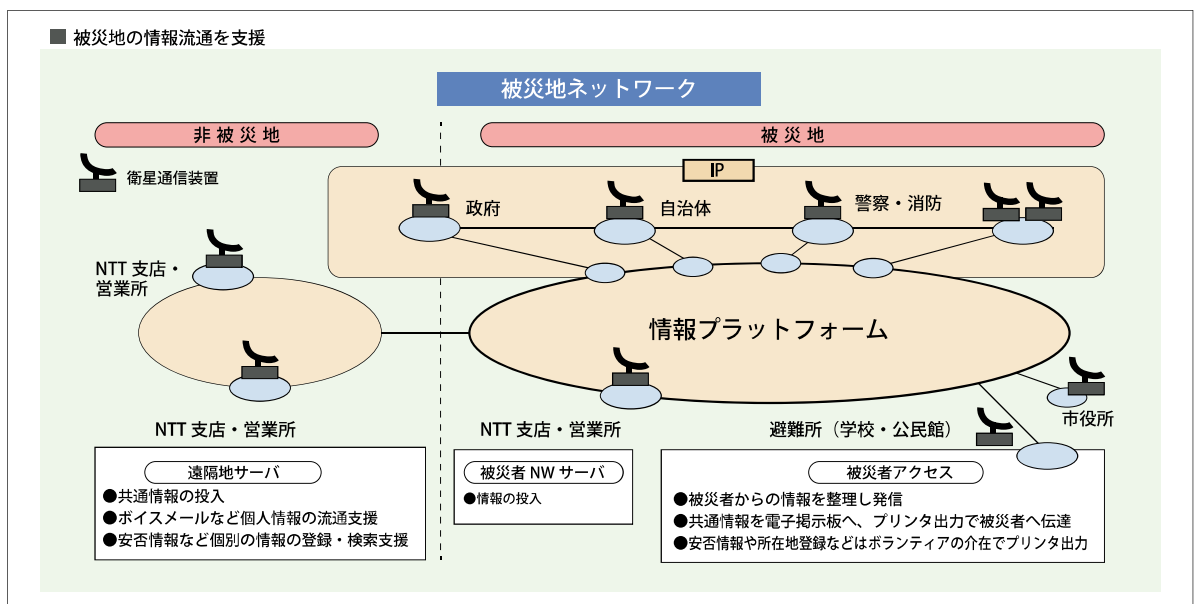 ■ 被災地の情報流通を支援
被災地ネットワーク
非被災地
被災地
衛星通信装置
IP
政府
自治体
警察・消防
NTT 支店・
営業所
情報プラットフォーム
市役所
NTT 支店・営業所
NTT 支店・営業所
避難所（学校・公民館）
遠隔地サーバ
●共通情報の投入
●ボイスメールなど個人情報の流通支援
●安否情報など個別の情報の登録・検索支援
被災者 NW サーバ
●情報の投入
被災者アクセス
●被災者からの情報を整理し発信
●共通情報を電子掲示板へ、プリンタ出力で被災者へ伝達
●安否情報や所在地登録などはボランティアの介在でプリンタ出力